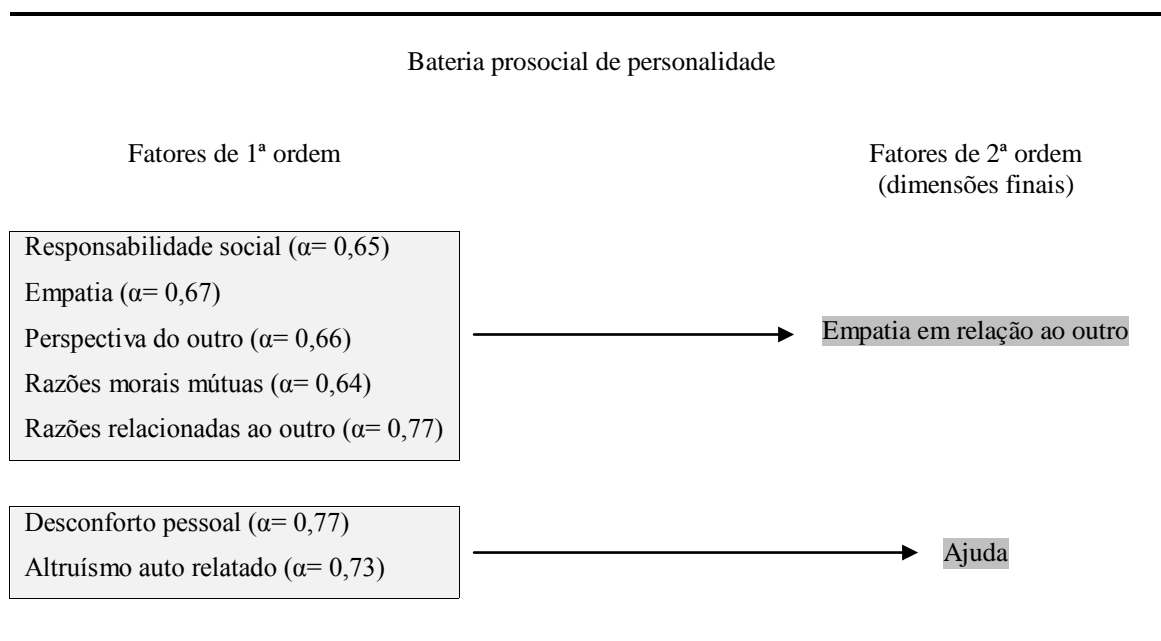 Bateria prosocial de personalidade
Fatores de 1ª ordem
Fatores de 2ª ordem
(dimensões finais)
Responsabilidade social (α= 0,65)
Empatia (α= 0,67)
Perspectiva do outro (α= 0,66)
Razões morais mútuas (α= 0,64)
Razões relacionadas ao outro (α= 0,77)
Empatia em relação ao outro
Desconforto pessoal (α= 0,77)
Altruísmo auto relatado (α= 0,73)
Ajuda